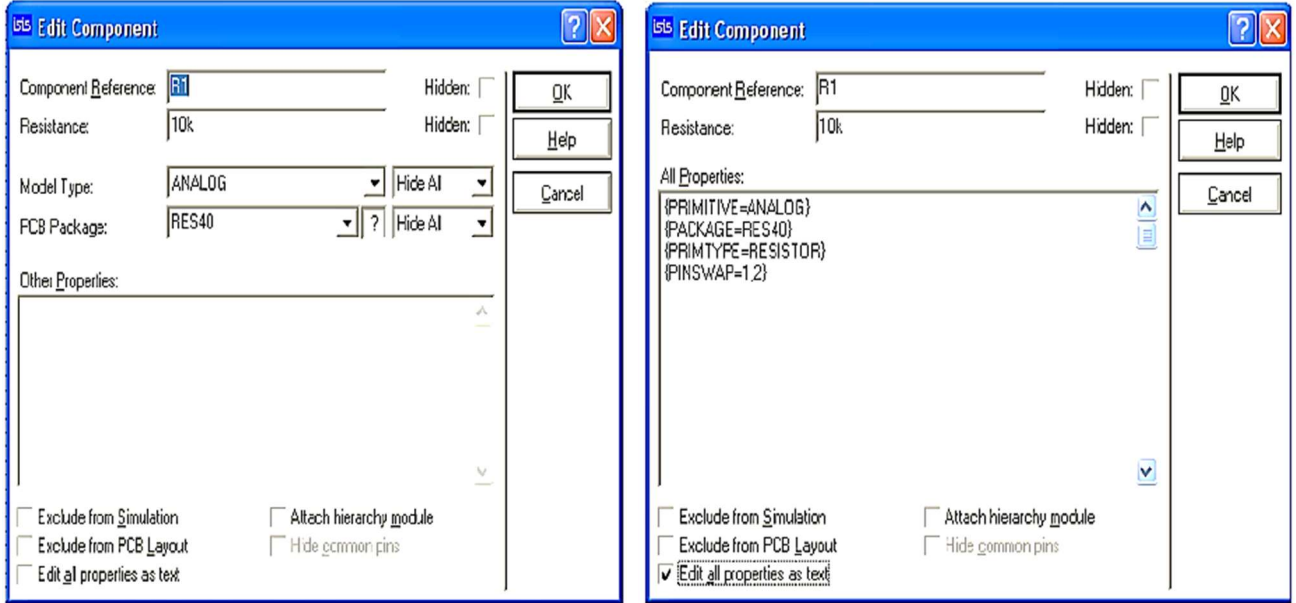 isis Edit Component ?
Component Reference: R1 Hidden: OK
Resistance: 10k Hidden: Help
Model Type: ANALOG Hide All Cancel
PCB Package: RES40 ? Hide All
Other Properties:
Exclude from Simulation Attach hierarchy module
Exclude from PCB Layout Hide common pins
Edit all properties as text
isis Edit Component ?
Component Reference: R1 Hidden: OK
Resistance: 10k Hidden: Help
All Properties: Cancel
{PRIMITIVE=ANALOG}
{PACKAGE=RES40}
{PRIMTYPE=RESISTOR}
{PINSWAP=1,2}
Exclude from Simulation Attach hierarchy module
Exclude from PCB Layout Hide common pins
Edit all properties as text